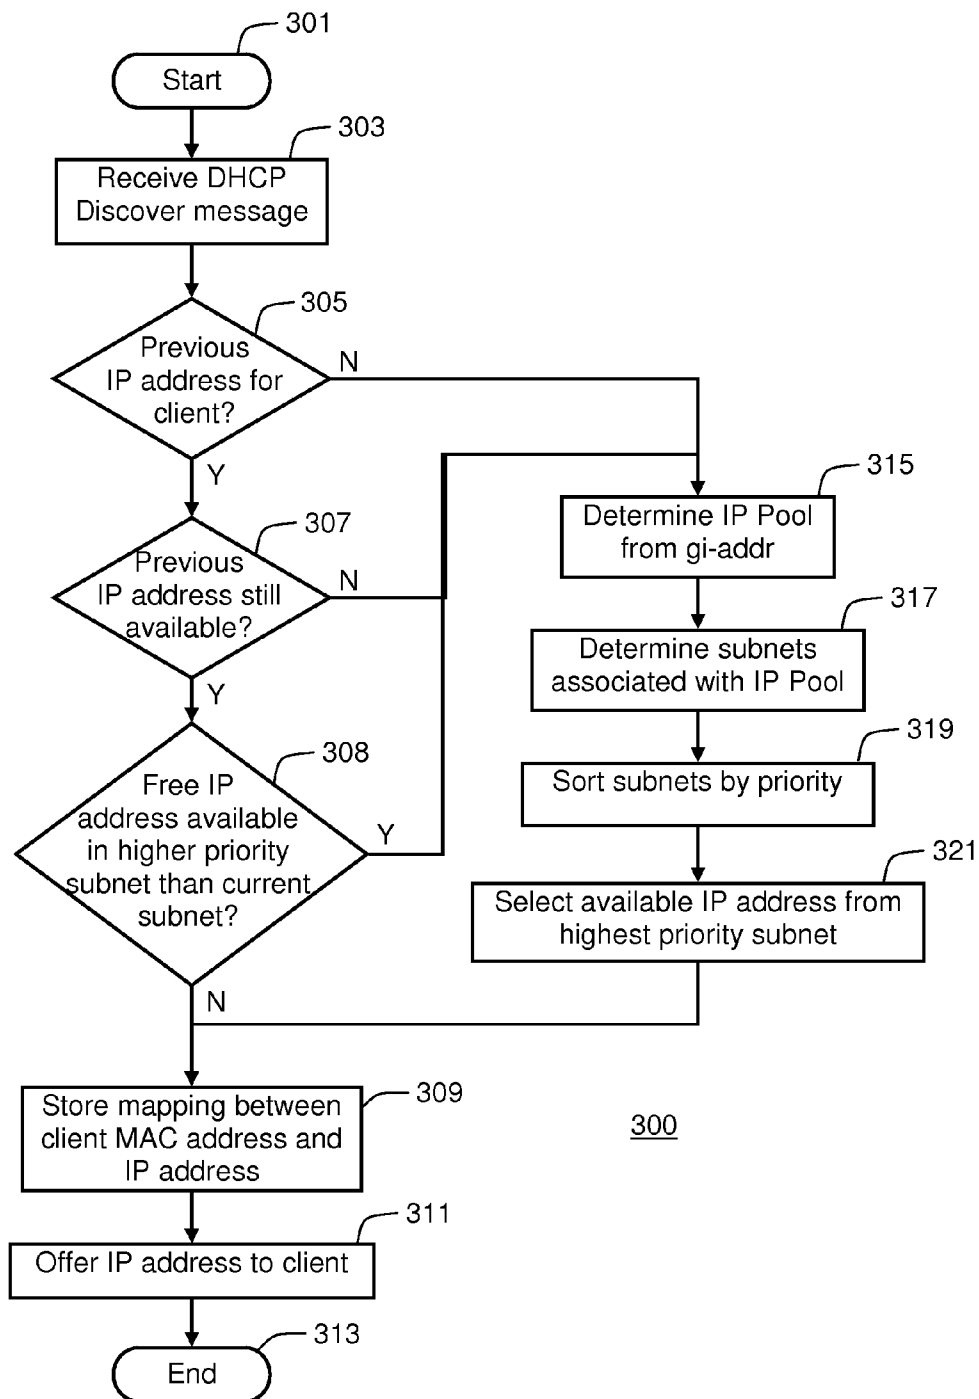 301
Start
303
Receive DHCP
Discover message
305
Previous
IP address for
client?
N
Y
307
Previous
IP address still
available?
N
Y
308
Free IP
address available
in higher priority
subnet than current
subnet?
Y
N
315
Determine IP Pool
from gi-addr
317
Determine subnets
associated with IP Pool
319
Sort subnets by priority
321
Select available IP address from
highest priority subnet
309
Store mapping between
client MAC address and
IP address
300
311
Offer IP address to client
313
End